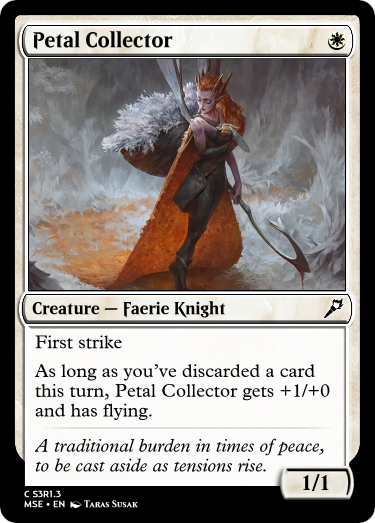 Petal Collector
Creature — Faerie Knight
First strike
As long as you've discarded a card
this turn, Petal Collector gets +1/+0
and has flying.
A traditional burden in times of peace,
to be cast aside as tensions rise.
1/1
C S3R1.3
MSE • EN Taras Susak